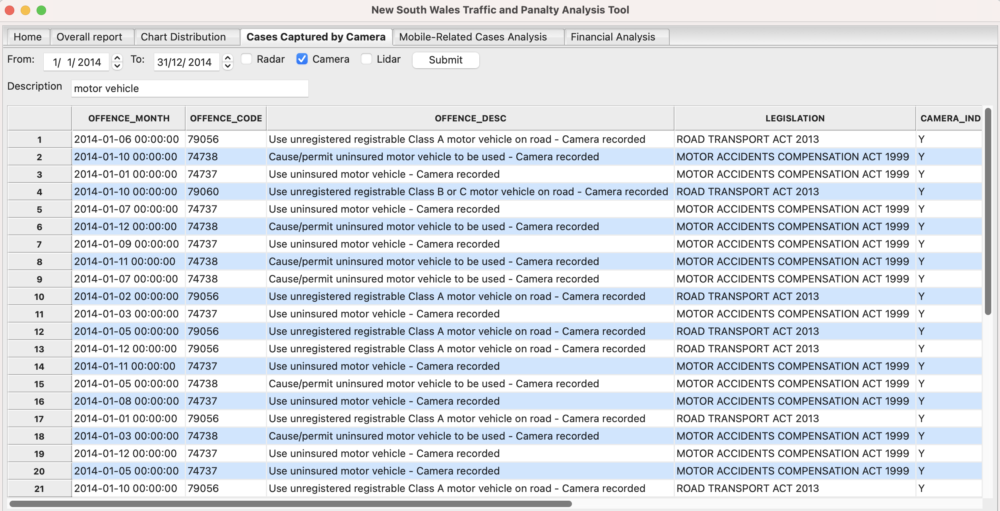 New South Wales Traffic and Panalty Analysis Tool
Home Overall report Chart Distribution Cases Captured by Camera Mobile-Related Cases Analysis Financial Analysis
From: 1/ 1/ 2014 To: 31/12/ 2014 Radar Camera Lidar Submit
Description motor vehicle
OFFENCE_MONTH OFFENCE_CODE OFFENCE_DESC LEGISLATION CAMERA_IND
1 2014-01-06 00:00:00 79056 Use unregistered registrable Class A motor vehicle on road - Camera recorded ROAD TRANSPORT ACT 2013 Y
2 2014-01-10 00:00:00 74738 Cause/permit uninsured motor vehicle to be used - Camera recorded MOTOR ACCIDENTS COMPENSATION ACT 1999 Y
3 2014-01-01 00:00:00 74737 Use uninsured motor vehicle - Camera recorded MOTOR ACCIDENTS COMPENSATION ACT 1999 Y
4 2014-01-10 00:00:00 79060 Use unregistered registrable Class B or C motor vehicle on road - Camera recorded ROAD TRANSPORT ACT 2013 Y
5 2014-01-07 00:00:00 74737 Use uninsured motor vehicle - Camera recorded MOTOR ACCIDENTS COMPENSATION ACT 1999 Y
6 2014-01-12 00:00:00 74738 Cause/permit uninsured motor vehicle to be used - Camera recorded MOTOR ACCIDENTS COMPENSATION ACT 1999 Y
7 2014-01-09 00:00:00 74737 Use uninsured motor vehicle - Camera recorded MOTOR ACCIDENTS COMPENSATION ACT 1999 Y
8 2014-01-11 00:00:00 74738 Cause/permit uninsured motor vehicle to be used - Camera recorded MOTOR ACCIDENTS COMPENSATION ACT 1999 Y
9 2014-01-07 00:00:00 74738 Cause/permit uninsured motor vehicle to be used - Camera recorded MOTOR ACCIDENTS COMPENSATION ACT 1999 Y
10 2014-01-02 00:00:00 79056 Use unregistered registrable Class A motor vehicle on road - Camera recorded ROAD TRANSPORT ACT 2013 Y
11 2014-01-03 00:00:00 74737 Use uninsured motor vehicle - Camera recorded MOTOR ACCIDENTS COMPENSATION ACT 1999 Y
12 2014-01-05 00:00:00 79056 Use unregistered registrable Class A motor vehicle on road - Camera recorded ROAD TRANSPORT ACT 2013 Y
13 2014-01-12 00:00:00 79056 Use unregistered registrable Class A motor vehicle on road - Camera recorded ROAD TRANSPORT ACT 2013 Y
14 2014-01-11 00:00:00 74737 Use uninsured motor vehicle - Camera recorded MOTOR ACCIDENTS COMPENSATION ACT 1999 Y
15 2014-01-05 00:00:00 74738 Cause/permit uninsured motor vehicle to be used - Camera recorded MOTOR ACCIDENTS COMPENSATION ACT 1999 Y
16 2014-01-08 00:00:00 74737 Use uninsured motor vehicle - Camera recorded MOTOR ACCIDENTS COMPENSATION ACT 1999 Y
17 2014-01-01 00:00:00 79056 Use unregistered registrable Class A motor vehicle on road - Camera recorded ROAD TRANSPORT ACT 2013 Y
18 2014-01-03 00:00:00 74738 Cause/permit uninsured motor vehicle to be used - Camera recorded MOTOR ACCIDENTS COMPENSATION ACT 1999 Y
19 2014-01-12 00:00:00 74737 Use uninsured motor vehicle - Camera recorded MOTOR ACCIDENTS COMPENSATION ACT 1999 Y
20 2014-01-05 00:00:00 74737 Use uninsured motor vehicle - Camera recorded MOTOR ACCIDENTS COMPENSATION ACT 1999 Y
21 2014-01-10 00:00:00 79056 Use unregistered registrable Class A motor vehicle on road - Camera recorded ROAD TRANSPORT ACT 2013 Y